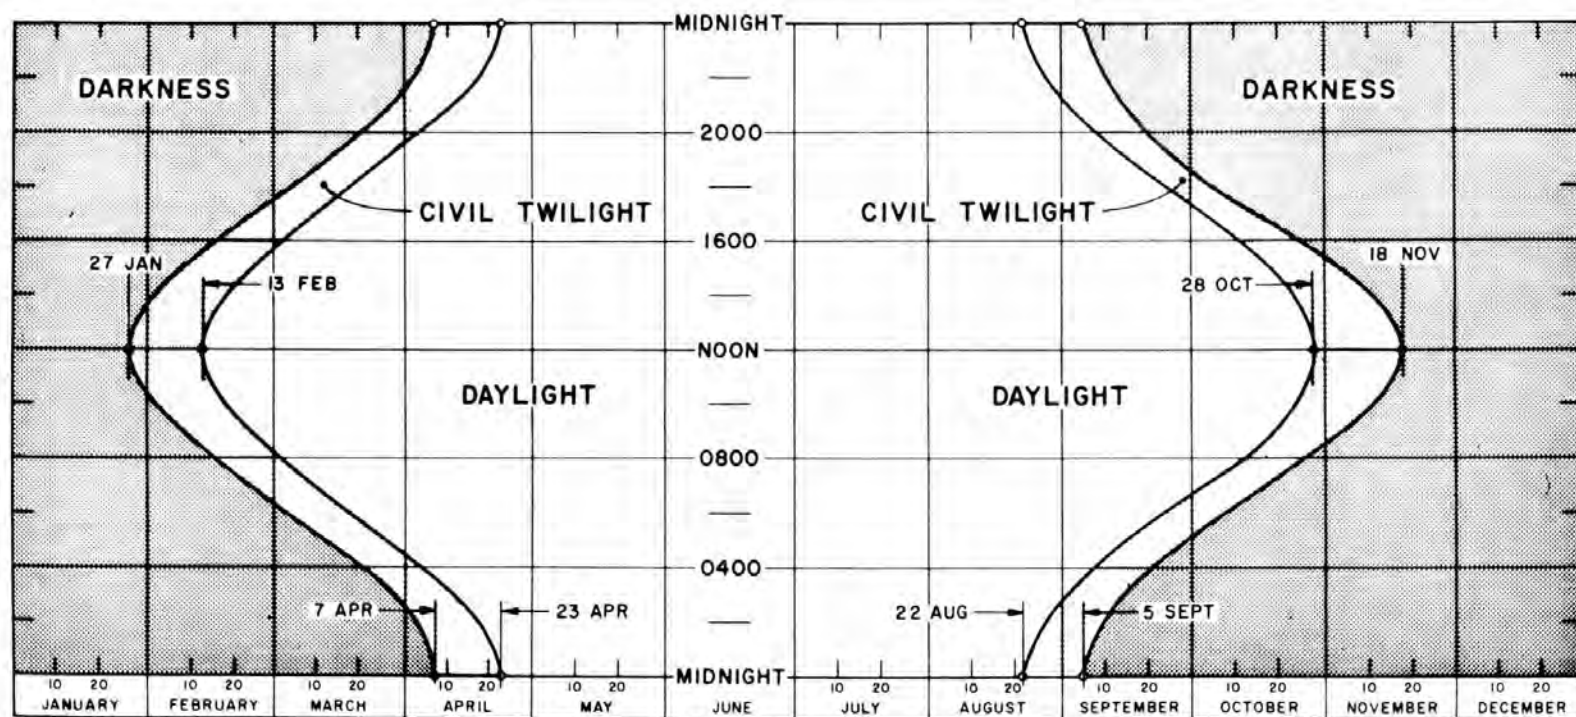 MIDNIGHT
DARKNESS
DARKNESS
2000
CIVIL TWILIGHT
CIVIL TWILIGHT
1600
27 JAN
18 NOV
13 FEB
28 OCT
NOON
DAYLIGHT
DAYLIGHT
0800
0400
7 APR
23 APR
22 AUG
5 SEPT
MIDNIGHT
10 20 10 20 10 20 10 20 10 20 10 20 10 20 10 20 10 20 10 20
JANUARY FEBRUARY MARCH APRIL MAY JUNE JULY AUGUST SEPTEMBER OCTOBER NOVEMBER DECEMBER